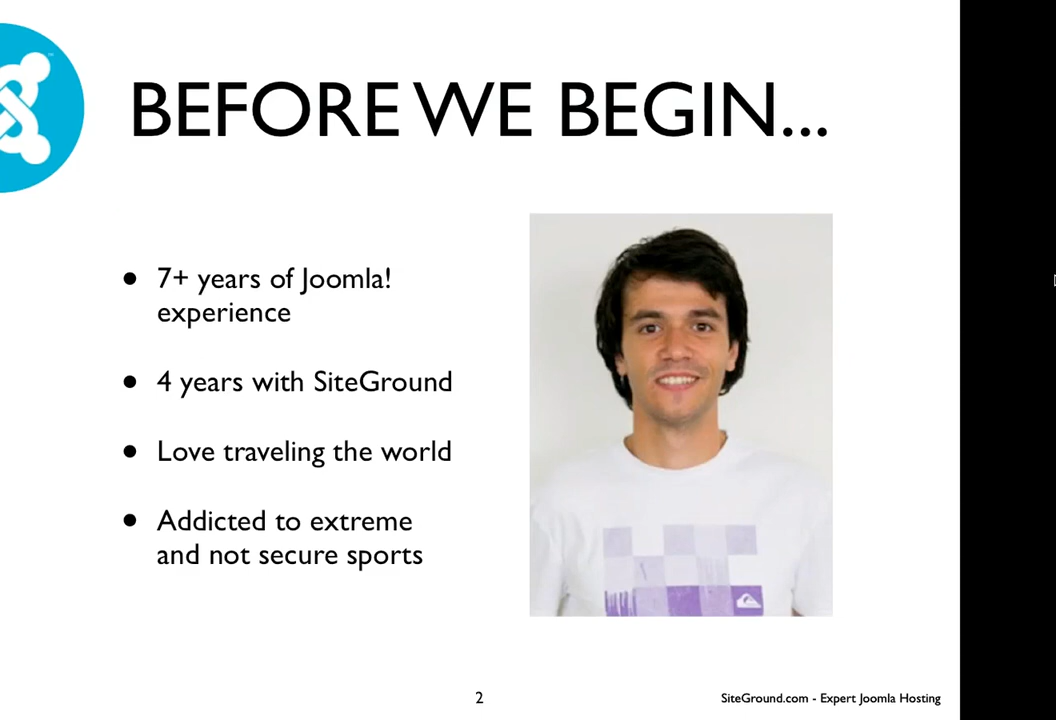 BEFORE WE BEGIN...
• 7+ years of Joomla!
experience
• 4 years with SiteGround
• Love traveling the world
• Addicted to extreme
and not secure sports
2
SiteGround.com - Expert Joomla Hosting